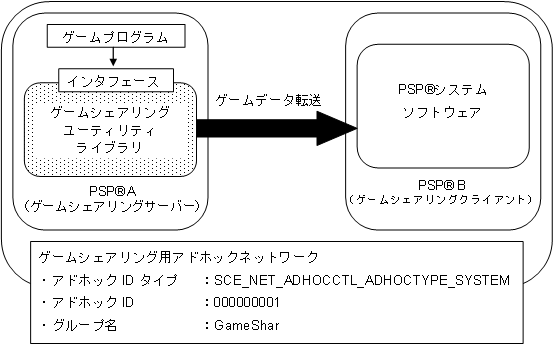 ゲームプログラム
インタフェース
ゲームシェアリング
ユーティリティ
ライブラリ
PSP®A
（ゲームシェアリングサーバー）
ゲームデータ転送
PSP®システム
ソフトウェア
PSP®B
（ゲームシェアリングクライアント）
ゲームシェアリング用アドホックネットワーク
・アドホック ID タイプ ：SCE_NET_ADHOCCTL_ADHOCTYPE_SYSTEM
・アドホック ID ：000000001
・グループ名 ：GameShar